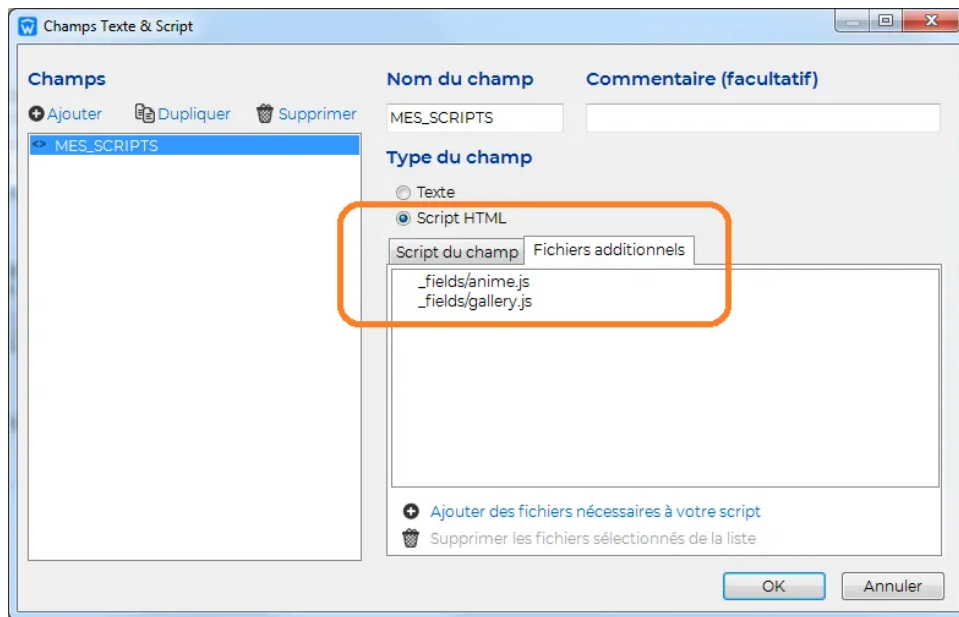 Champs Texte & Script
Champs
Ajouter Dupliquer Supprimer
MES_SCRIPTS
Nom du champ Commentaire (facultatif)
MES_SCRIPTS
Type du champ
Texte
Script HTML
Script du champ Fichiers additionnels
_fields/anime.js
_fields/gallery.js
Ajouter des fichiers nécessaires à votre script
Supprimer les fichiers sélectionnés de la liste
OK Annuler